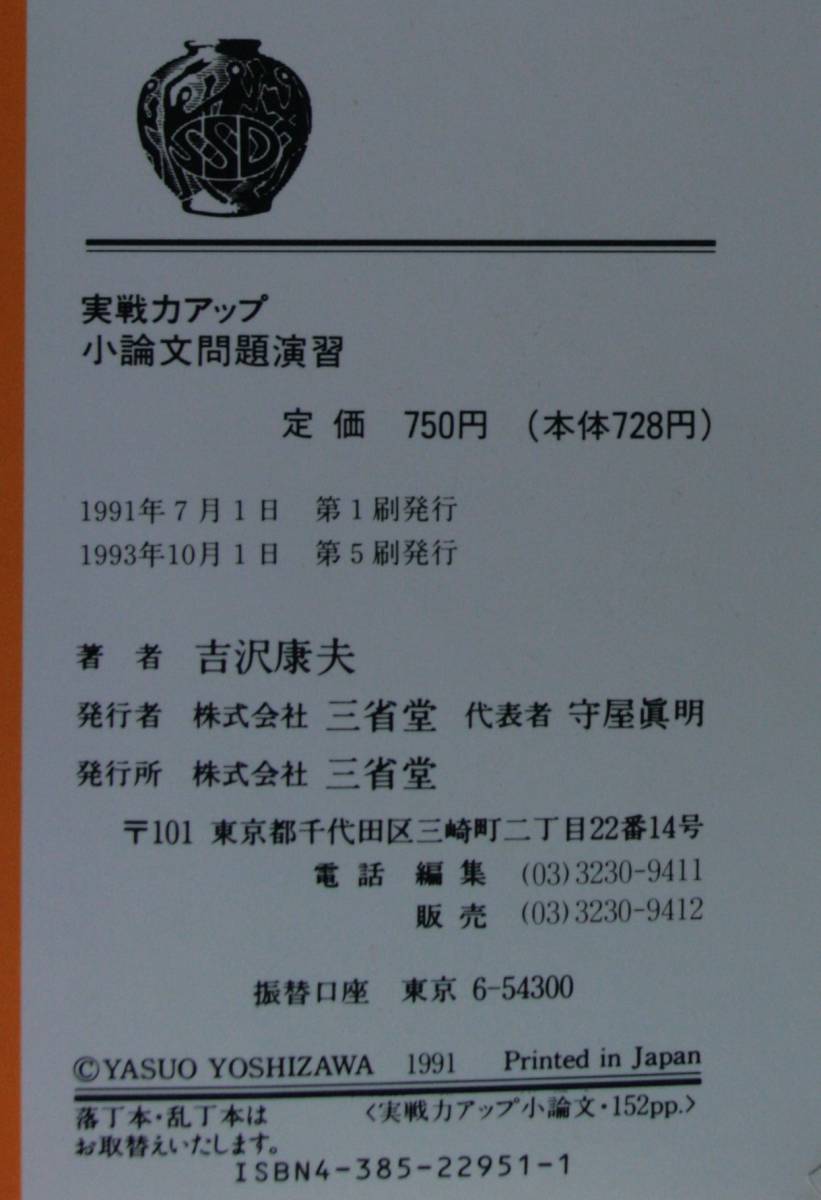 SSD
実戦力アップ
小論文問題演習
定価 750円 (本体728円)
1991年7月1日 第1刷発行
1993年10月1日 第5刷発行
著者 吉沢康夫
発行者 株式会社 三省堂 代表者 守屋眞明
発行所 株式会社 三省堂
〒101 東京都千代田区三崎町二丁目22番14号
電話 編集 (03)3230-9411
販売 (03)3230-9412
振替口座 東京 6-54300
©YASUO YOSHIZAWA 1991 Printed in Japan
落丁本・乱丁本は 〈実戦力アップ小論文・152pp.〉
お取替えいたします。
ISBN4-385-22951-1